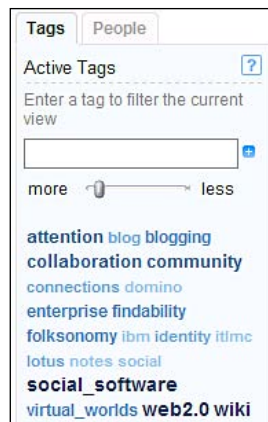 Tags People
Active Tags ?
Enter a tag to filter the current
view
more less
attention blog blogging
collaboration community
connections domino
enterprise findability
folksonomy ibm identity itlmc
lotus notes social
social_software
virtual_worlds web2.0 wiki